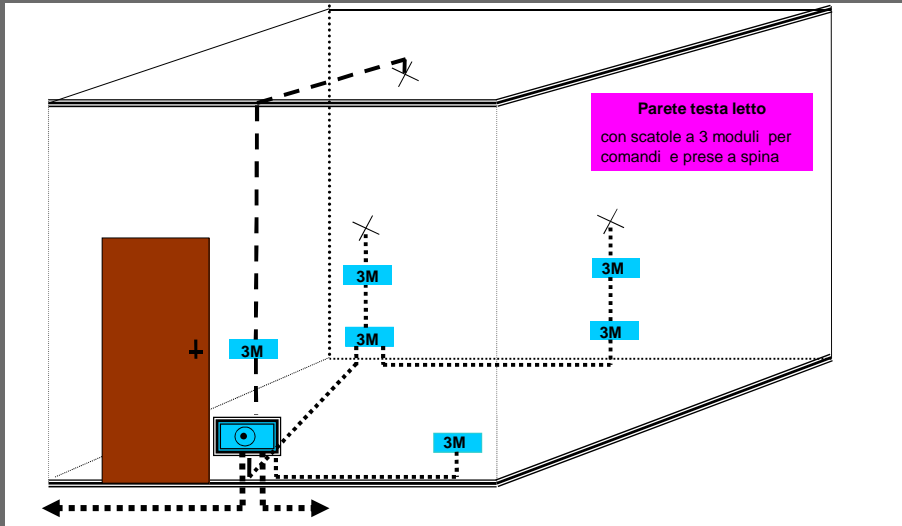 Parete testa letto
con scatole a 3 moduli per
comandi e prese a spina
3M
3M
3M
3M
3M
3M